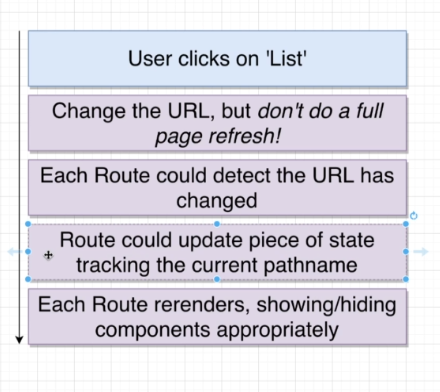 User clicks on 'List'
Change the URL, but don't do a full
page refresh!
Each Route could detect the URL has
changed
Route could update piece of state
tracking the current pathname
Each Route rerenders, showing/hiding
components appropriately